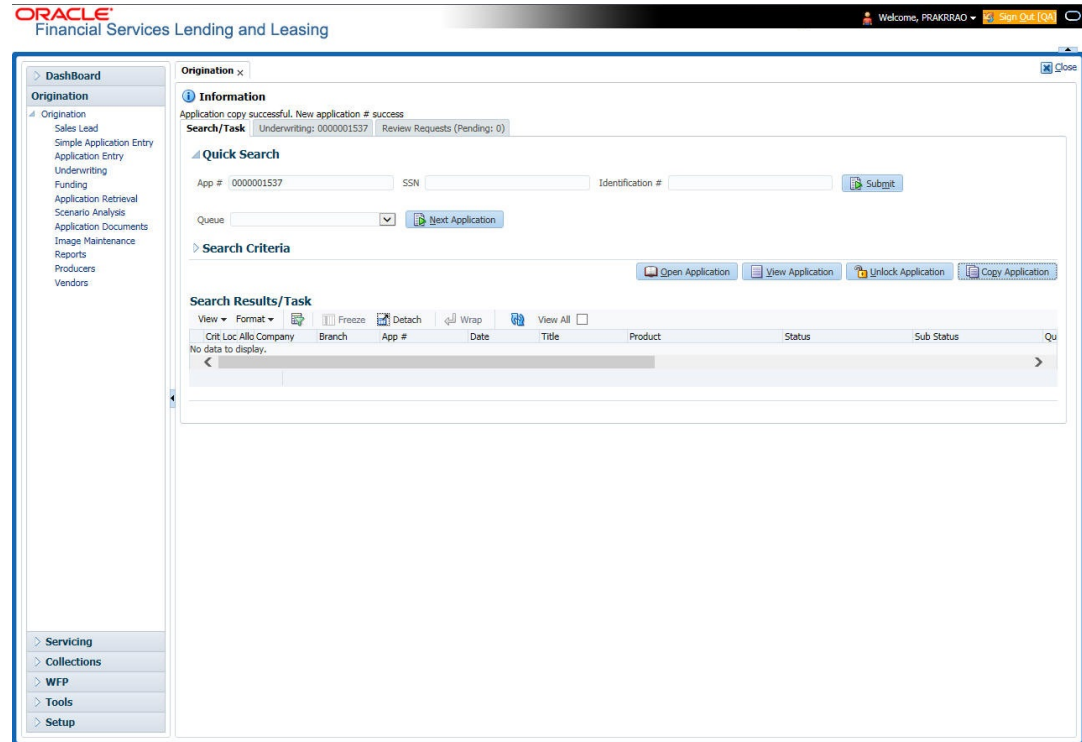 ORACLE®
Financial Services Lending and Leasing
Welcome, PRAKRRAO
Sign Out [QA]
DashBoard
Origination
Origination
Sales Lead
Simple Application Entry
Application Entry
Underwriting
Funding
Application Retrieval
Scenario Analysis
Application Documents
Image Maintenance
Reports
Producers
Vendors
Servicing
Collections
WFP
Tools
Setup
Origination x
Close
Information
Application copy successful. New application # success
Search/Task Underwriting: 0000001537 Review Requests (Pending: 0)
Quick Search
App # 0000001537 SSN Identification # Submit
Queue Next Application
Search Criteria
Open Application View Application Unlock Application Copy Application
Search Results/Task
View Format Freeze Detach Wrap View All
Crit Loc Allo Company Branch App # Date Title Product Status Sub Status Qu
No data to display.